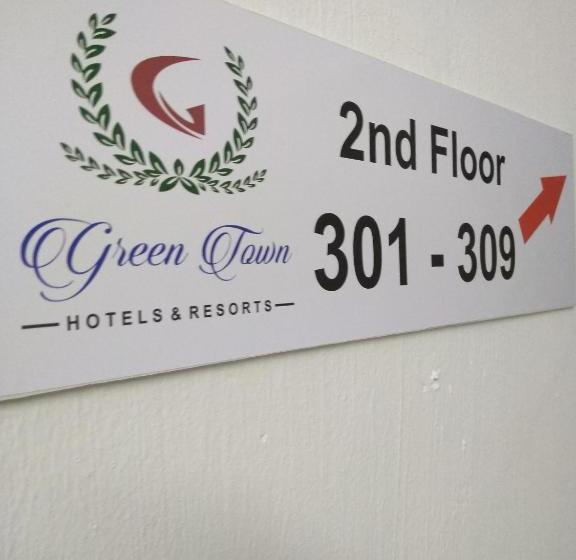 G
Green Town
HOTELS & RESORTS
2nd Floor
301 - 309